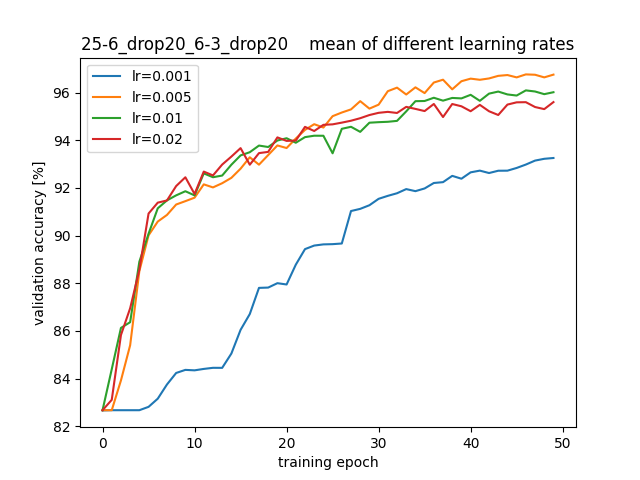 25-6_drop20_6-3_drop20    mean of different learning rates
lr=0.001
lr=0.005
lr=0.01
lr=0.02
validation accuracy [%]
96
94
92
90
88
86
84
82
0 10 20 30 40 50
training epoch